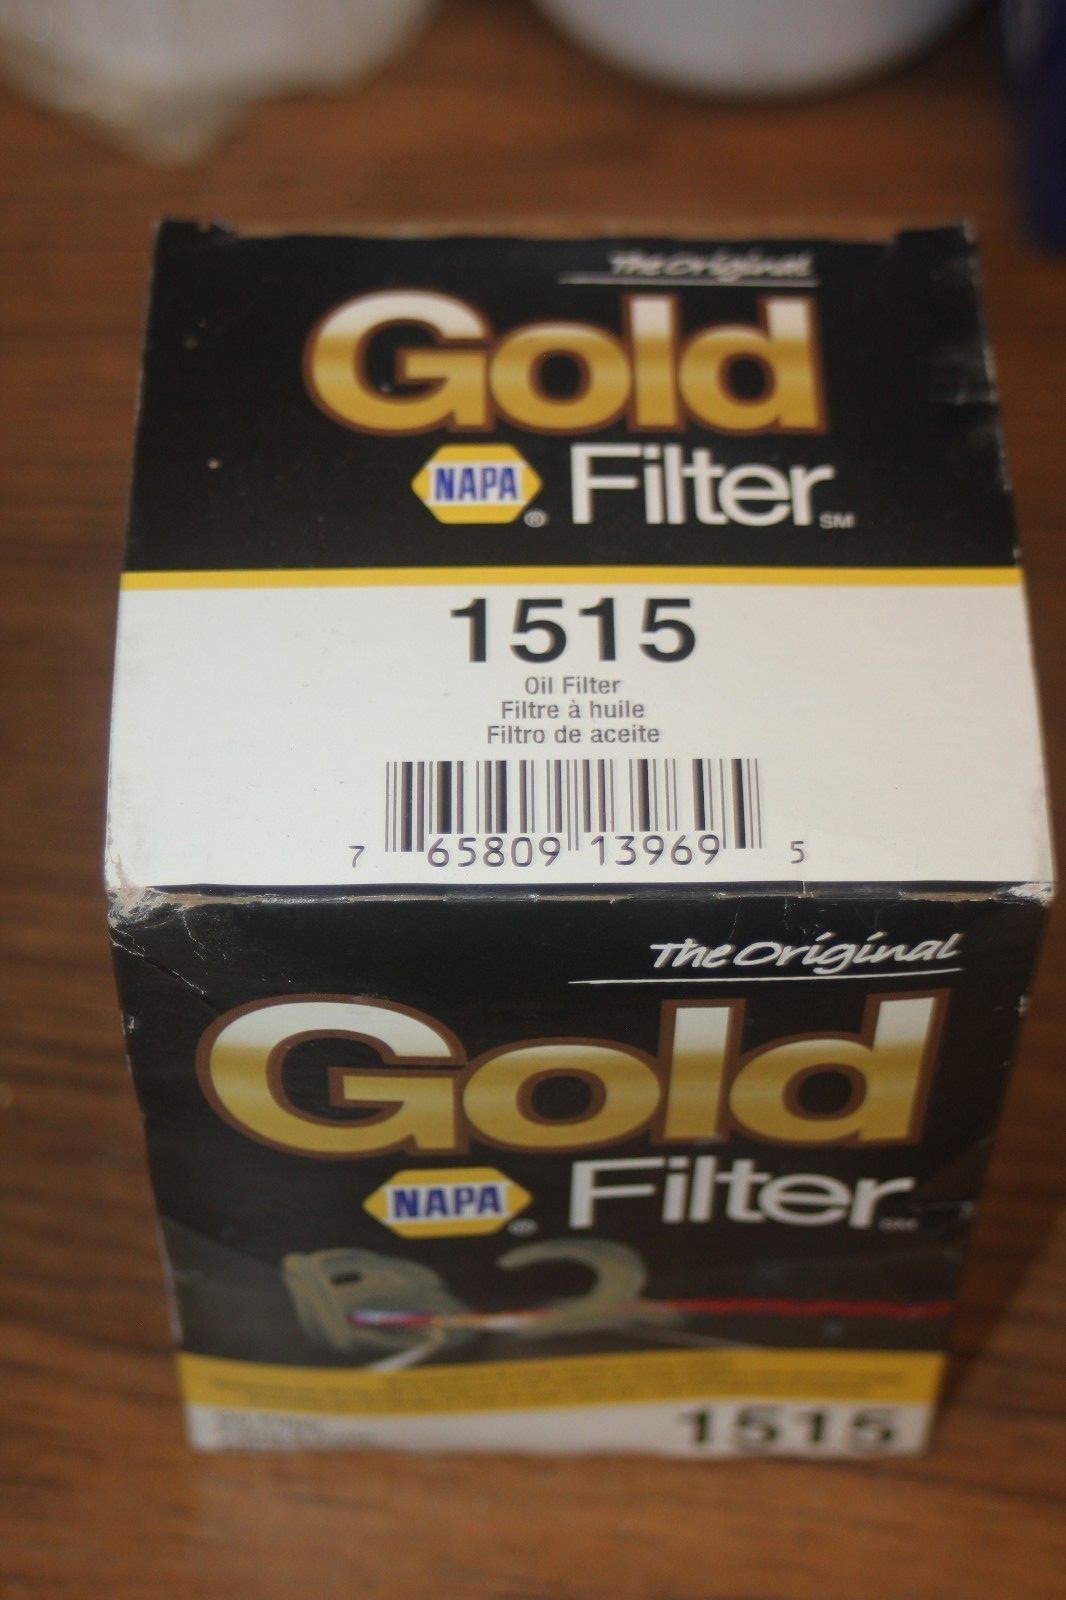 The Original
Gold
NAPA® Filter SM
1515
Oil Filter
Filtre à huile
Filtro de aceite
7 65809 13969 5
The Original
Gold
NAPA® Filter SM
1515